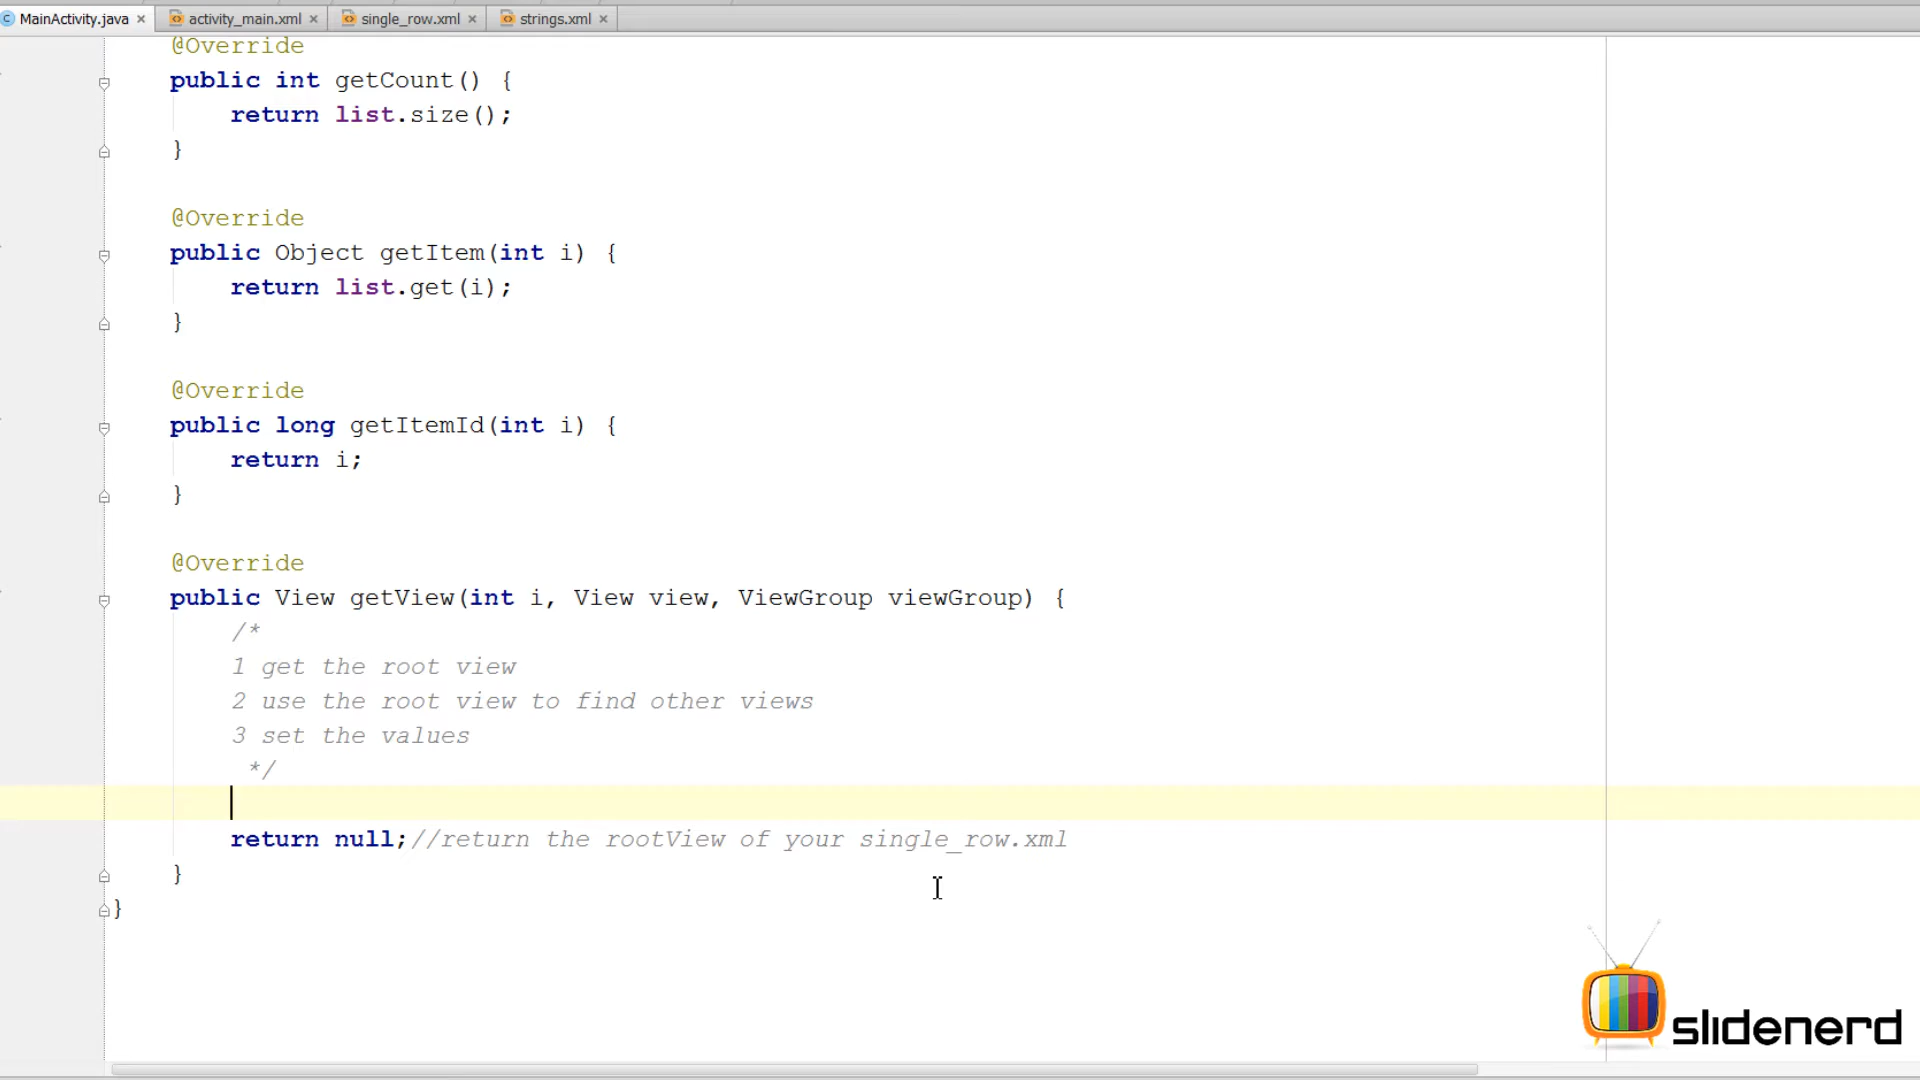 MainActivity.java × activity_main.xml × single_row.xml × strings.xml ×
@Override
public int getCount() {
return list.size();
}
@Override
public Object getItem(int i) {
return list.get(i);
}
@Override
public long getItemId(int i) {
return i;
}
@Override
public View getView(int i, View view, ViewGroup viewGroup) {
/*
1 get the root view
2 use the root view to find other views
3 set the values
*/
return null;//return the rootView of your single_row.xml
}
}
slidenerd